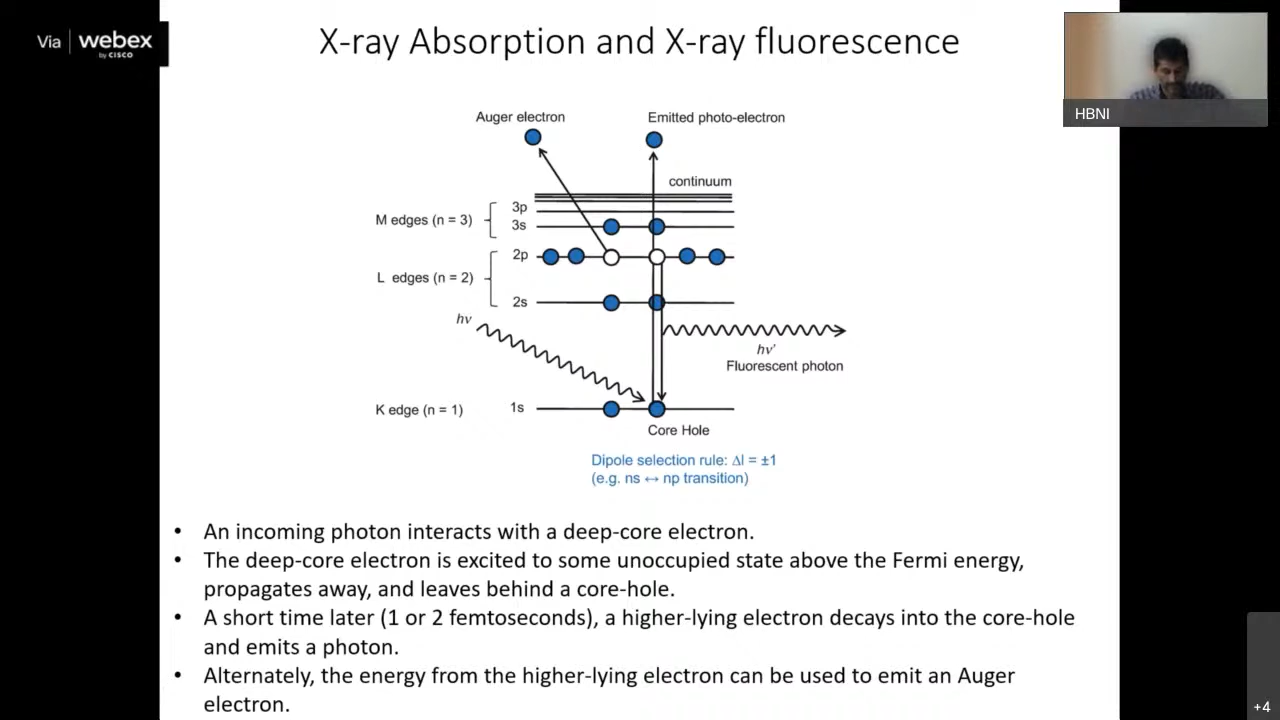 Via | webex
by CISCO
X-ray Absorption and X-ray fluorescence
HBNI
Auger electron
Emitted photo-electron
continuum
3p
M edges (n = 3)
3s
2p
L edges (n = 2)
2s
hν
hν'
Fluorescent photon
K edge (n = 1)
1s
Core Hole
Dipole selection rule: Δl = ±1
(e.g. ns ↔ np transition)
• An incoming photon interacts with a deep-core electron.
• The deep-core electron is excited to some unoccupied state above the Fermi energy,
propagates away, and leaves behind a core-hole.
• A short time later (1 or 2 femtoseconds), a higher-lying electron decays into the core-hole
and emits a photon.
• Alternately, the energy from the higher-lying electron can be used to emit an Auger
electron.
+4